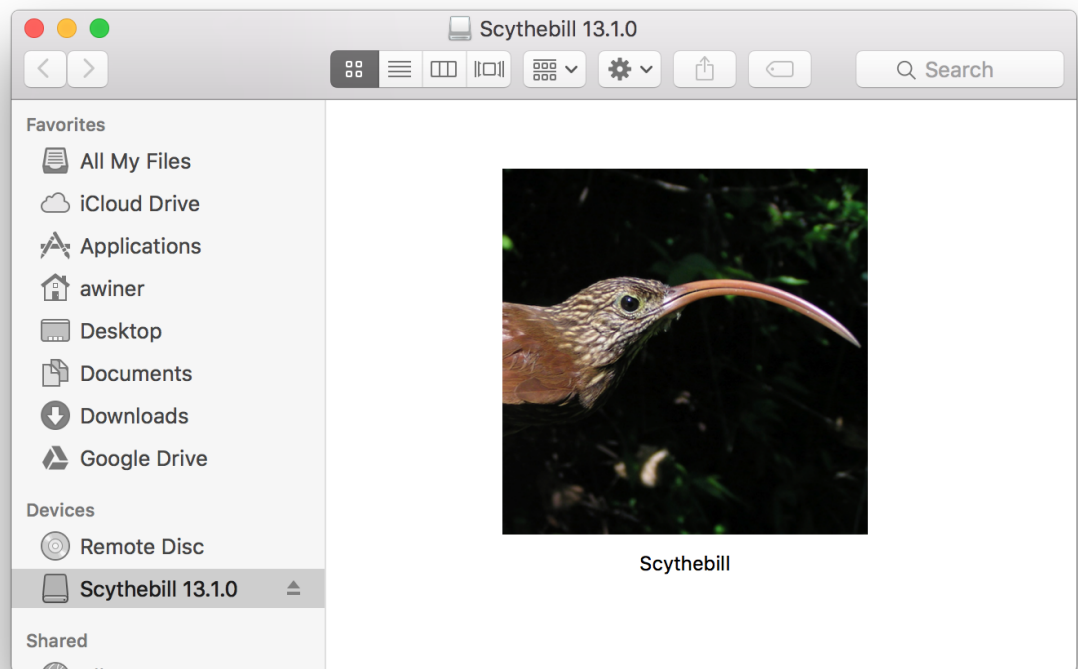 Scythebill 13.1.0
Search
Favorites
All My Files
iCloud Drive
Applications
awiner
Desktop
Documents
Downloads
Google Drive
Devices
Remote Disc
Scythebill 13.1.0
Shared
Scythebill